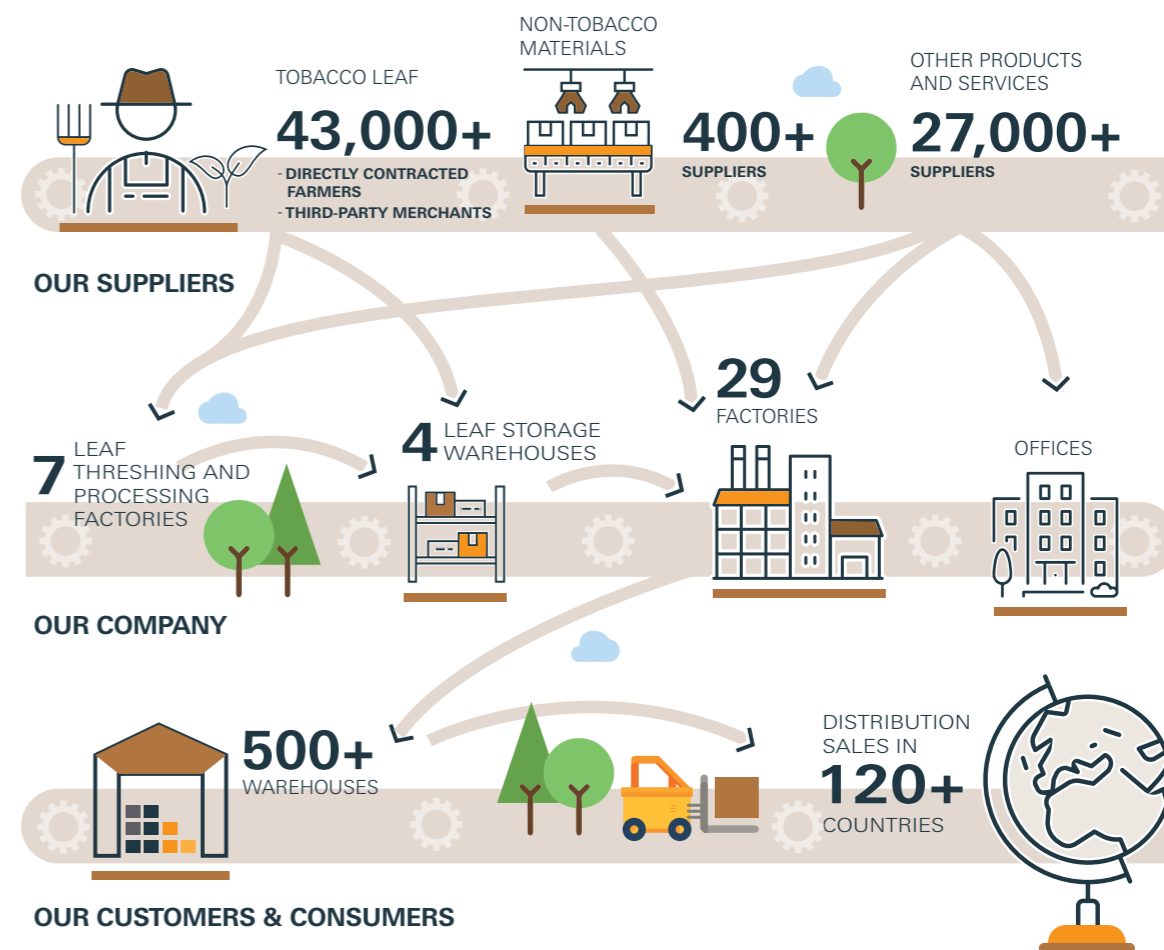 TOBACCO LEAF
43,000+
- DIRECTLY CONTRACTED
FARMERS
- THIRD-PARTY MERCHANTS
NON-TOBACCO
MATERIALS
400+
SUPPLIERS
OTHER PRODUCTS
AND SERVICES
27,000+
SUPPLIERS
OUR SUPPLIERS
7
LEAF
THRESHING AND
PROCESSING
FACTORIES
4
LEAF STORAGE
WAREHOUSES
29
FACTORIES
OFFICES
OUR COMPANY
500+
WAREHOUSES
DISTRIBUTION
SALES IN
120+
COUNTRIES
OUR CUSTOMERS & CONSUMERS